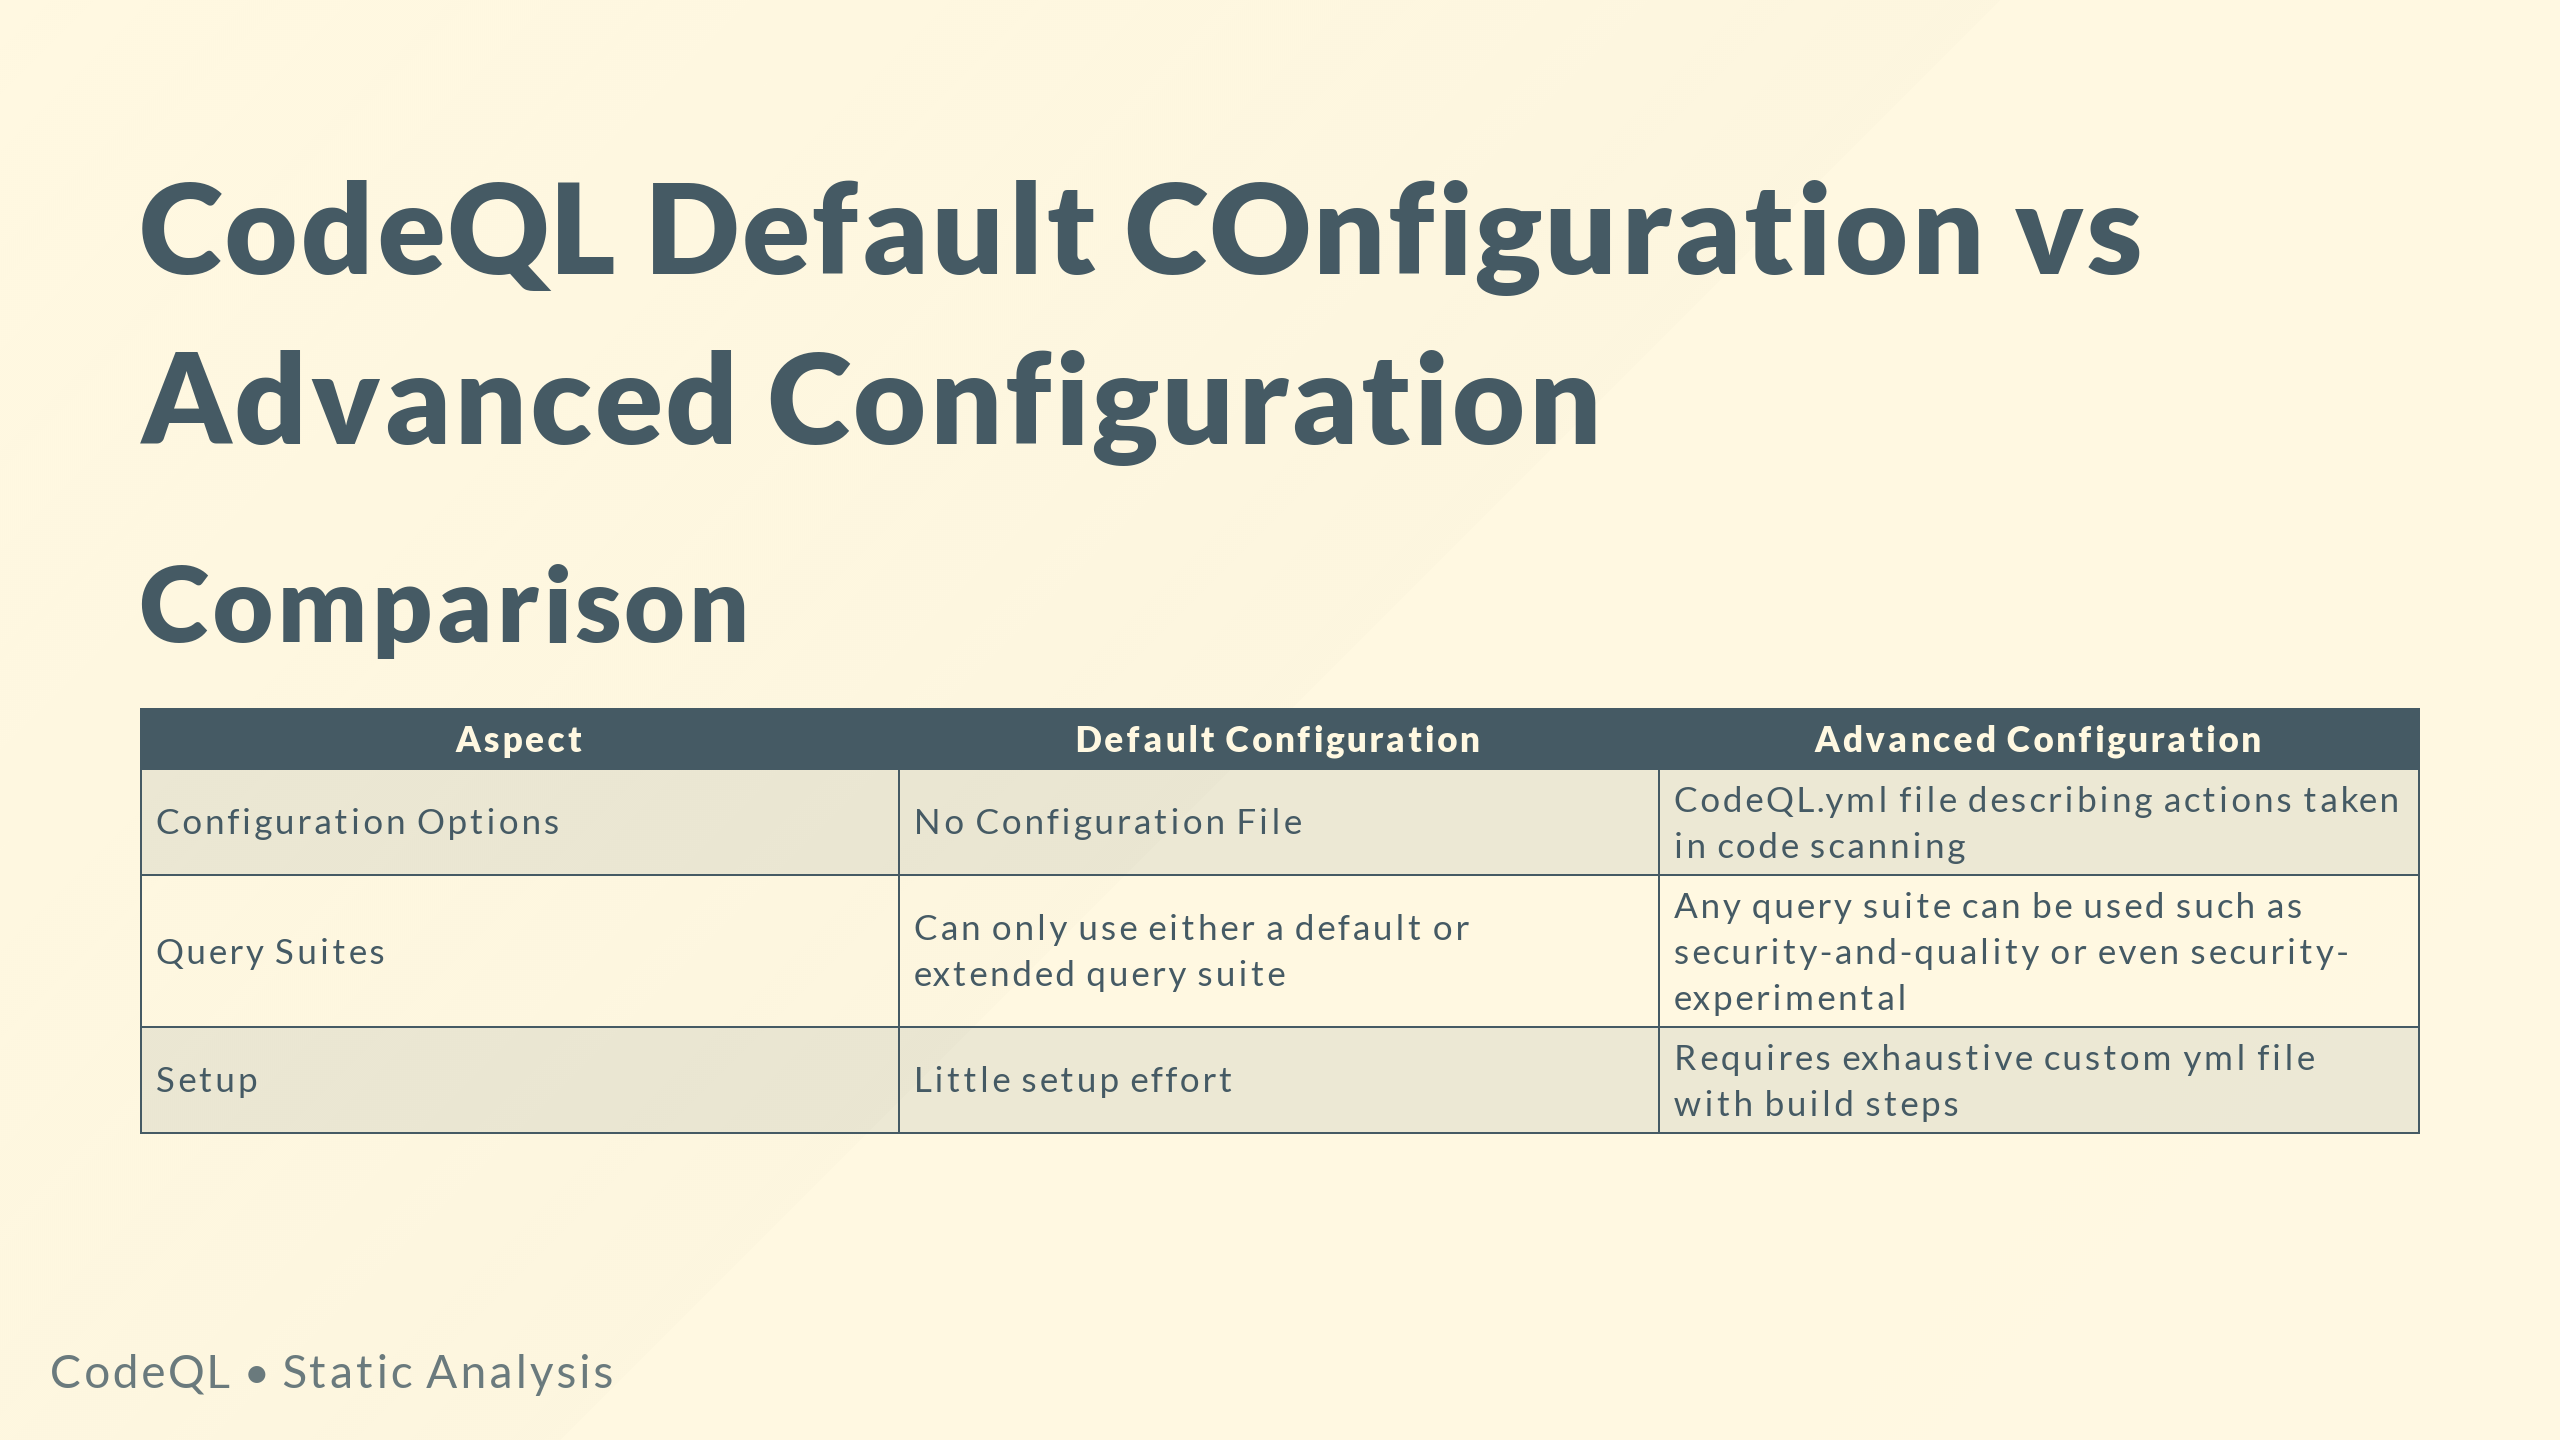 CodeQL Default COnfiguration vs
Advanced Configuration
Comparison
Aspect
Default Configuration
Advanced Configuration
Configuration Options
No Configuration File
CodeQL.yml file describing actions taken
in code scanning
Query Suites
Can only use either a default or
extended query suite
Any query suite can be used such as
security-and-quality or even security-
experimental
Setup
Little setup effort
Requires exhaustive custom yml file
with build steps
CodeQL • Static Analysis